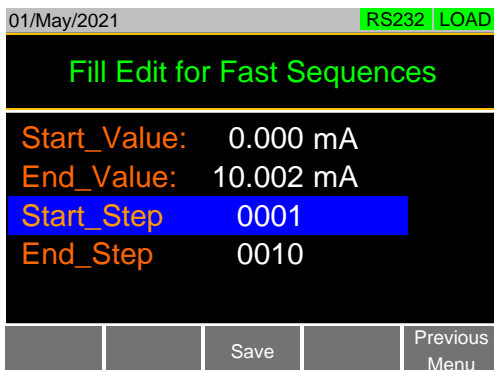 01/May/2021 RS232 LOAD
Fill Edit for Fast Sequences
Start_Value: 0.000 mA
End_Value: 10.002 mA
Start_Step 0001
End_Step 0010
Save Previous
Menu